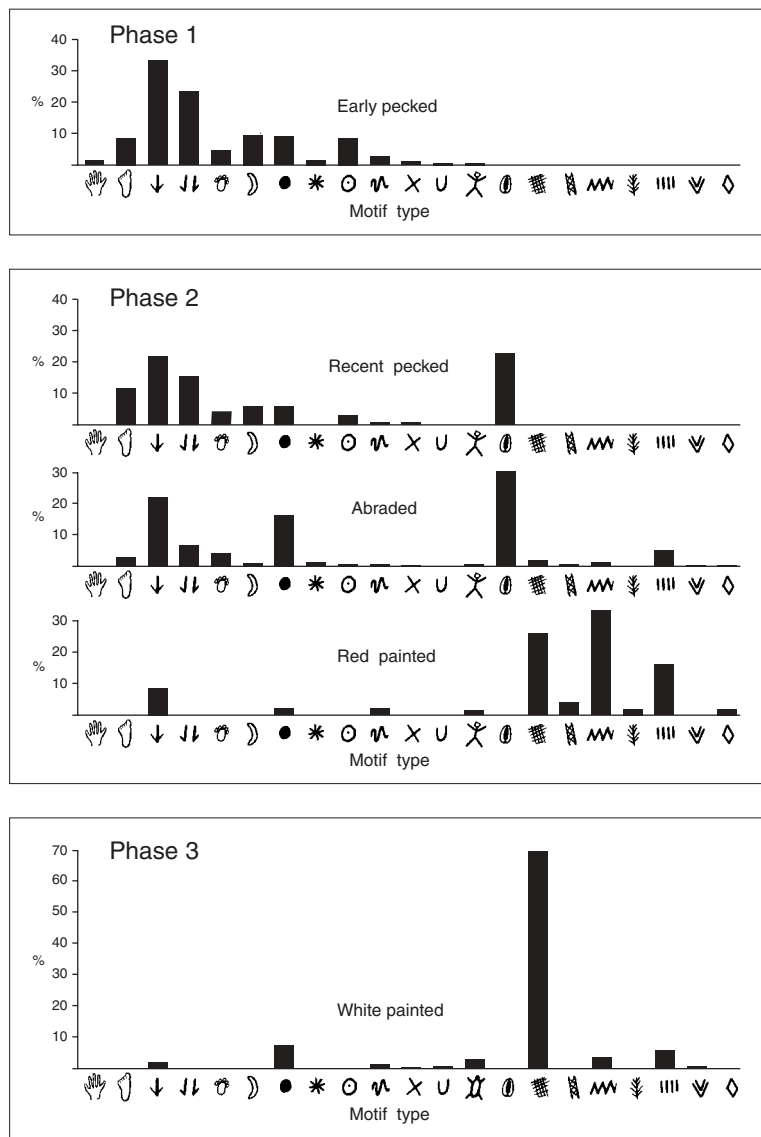 Phase 1
40
30
% 20
10
Early pecked
Motif type
Phase 2
40
30
% 20
10
Recent pecked
30
20
%
10
Abraded
30
20
%
10
Red painted
Motif type
Phase 3
70
60
50
40
%
30
20
10
White painted
Motif type